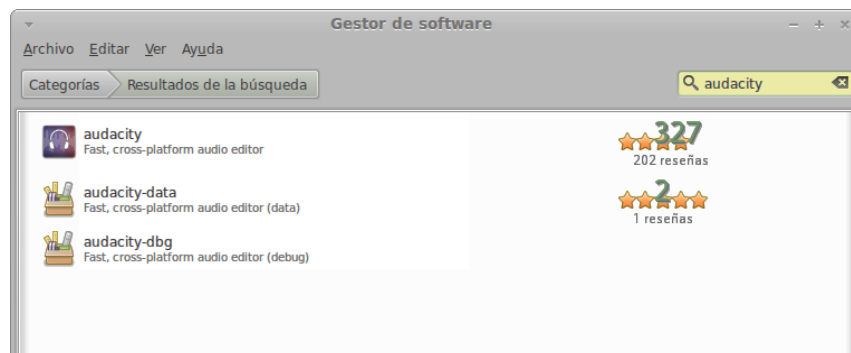 Gestor de software
Archivo Editar Ver Ayuda
Categorías Resultados de la búsqueda audacity
audacity
Fast, cross-platform audio editor
327
202 reseñas
audacity-data
Fast, cross-platform audio editor (data)
2
1 reseñas
audacity-dbg
Fast, cross-platform audio editor (debug)